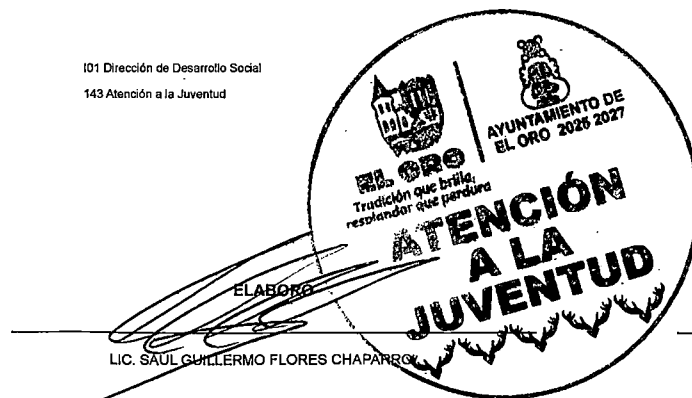 I01 Dirección de Desarrollo Social
143 Atención a la Juventud
EL ORO
Tradición que brilla,
resplandor que perdura
AYUNTAMIENTO DE
EL ORO 2025 2027
ATENCIÓN
A LA
JUVENTUD
ELABORÓ
LIC. SAÚL GUILLERMO FLORES CHAPARRO